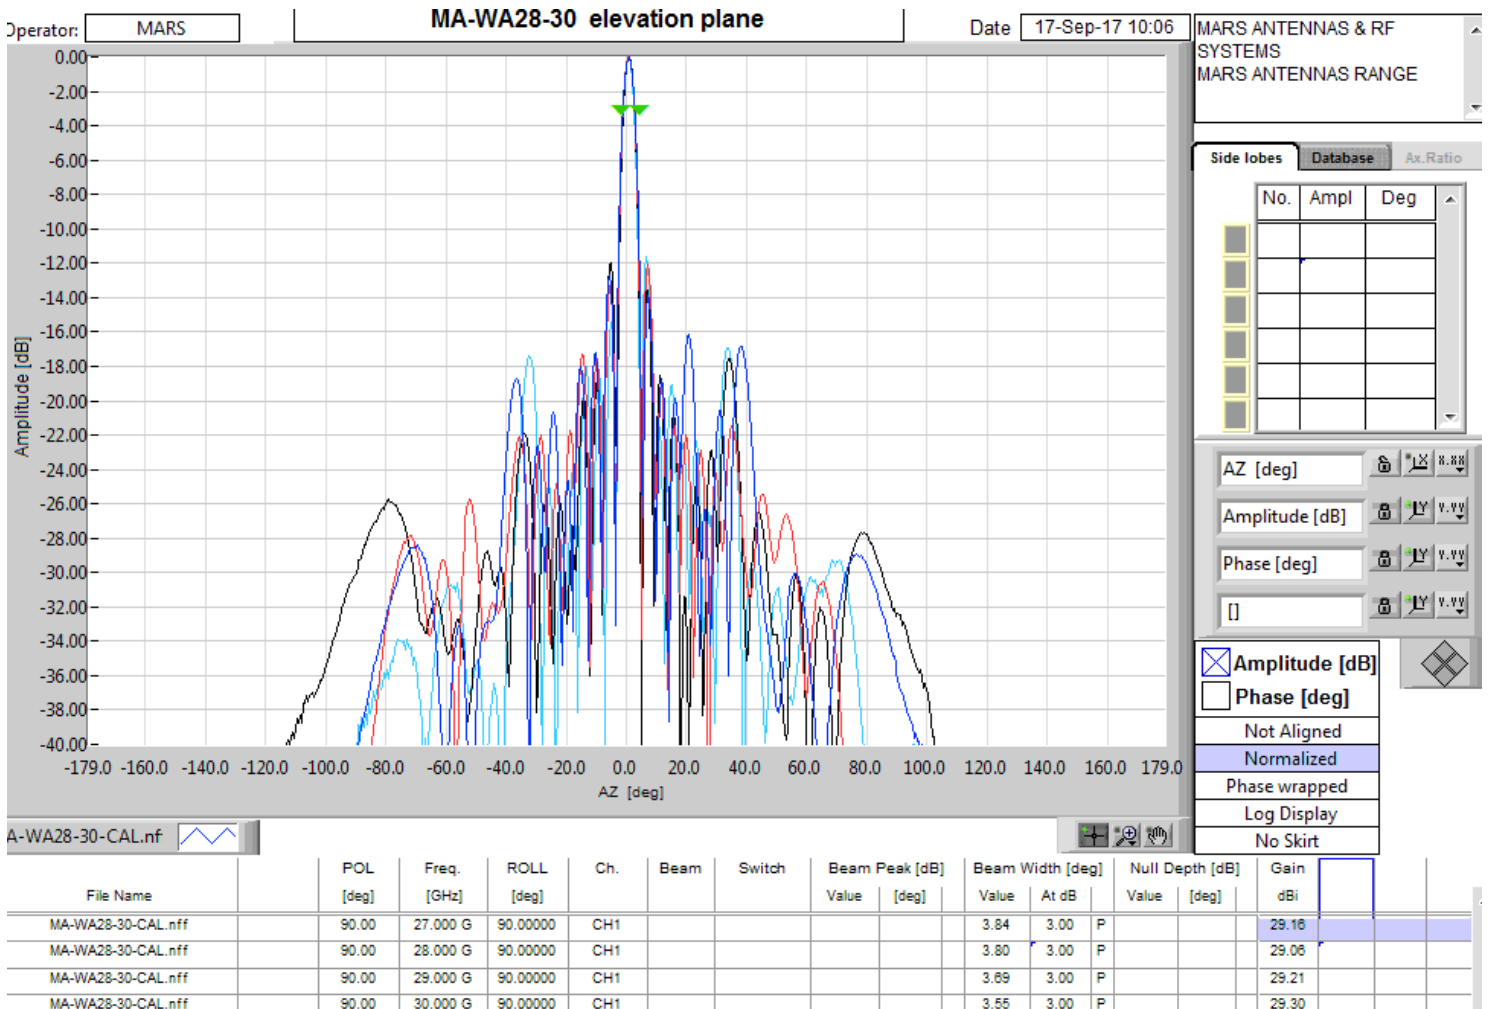 Operator:
MARS
MA-WA28-30 elevation plane
Date
17-Sep-17 10:06
MARS ANTENNAS & RF
SYSTEMS
MARS ANTENNAS RANGE
0.00
-2.00
-4.00
-6.00
-8.00
-10.00
-12.00
-14.00
-16.00
-18.00
-20.00
-22.00
-24.00
-26.00
-28.00
-30.00
-32.00
-34.00
-36.00
-38.00
-40.00
Amplitude [dB]
-179.0 -160.0 -140.0 -120.0 -100.0 -80.0 -60.0 -40.0 -20.0 0.0 20.0 40.0 60.0 80.0 100.0 120.0 140.0 160.0 179.0
AZ [deg]
Side lobes Database Ax.Ratio
No. Ampl Deg
AZ [deg]
X
X.XX
Amplitude [dB]
Y
Y.YY
Phase [deg]
Y
Y.YY
[]
Y
Y.YY
Amplitude [dB]
Phase [deg]
Not Aligned
Normalized
Phase wrapped
Log Display
No Skirt
A-WA28-30-CAL.nf
POL Freq. ROLL Ch. Beam Switch Beam Peak [dB] Beam Width [deg] Null Depth [dB] Gain
File Name [deg] [GHz] [deg] Value [deg] Value At dB Value [deg] dBi
MA-WA28-30-CAL.nff 90.00 27.000 G 90.00000 CH1 3.84 3.00 P 29.16
MA-WA28-30-CAL.nff 90.00 28.000 G 90.00000 CH1 3.80 3.00 P 29.06
MA-WA28-30-CAL.nff 90.00 29.000 G 90.00000 CH1 3.69 3.00 P 29.21
MA-WA28-30-CAL.nff 90.00 30.000 G 90.00000 CH1 3.55 3.00 P 29.30